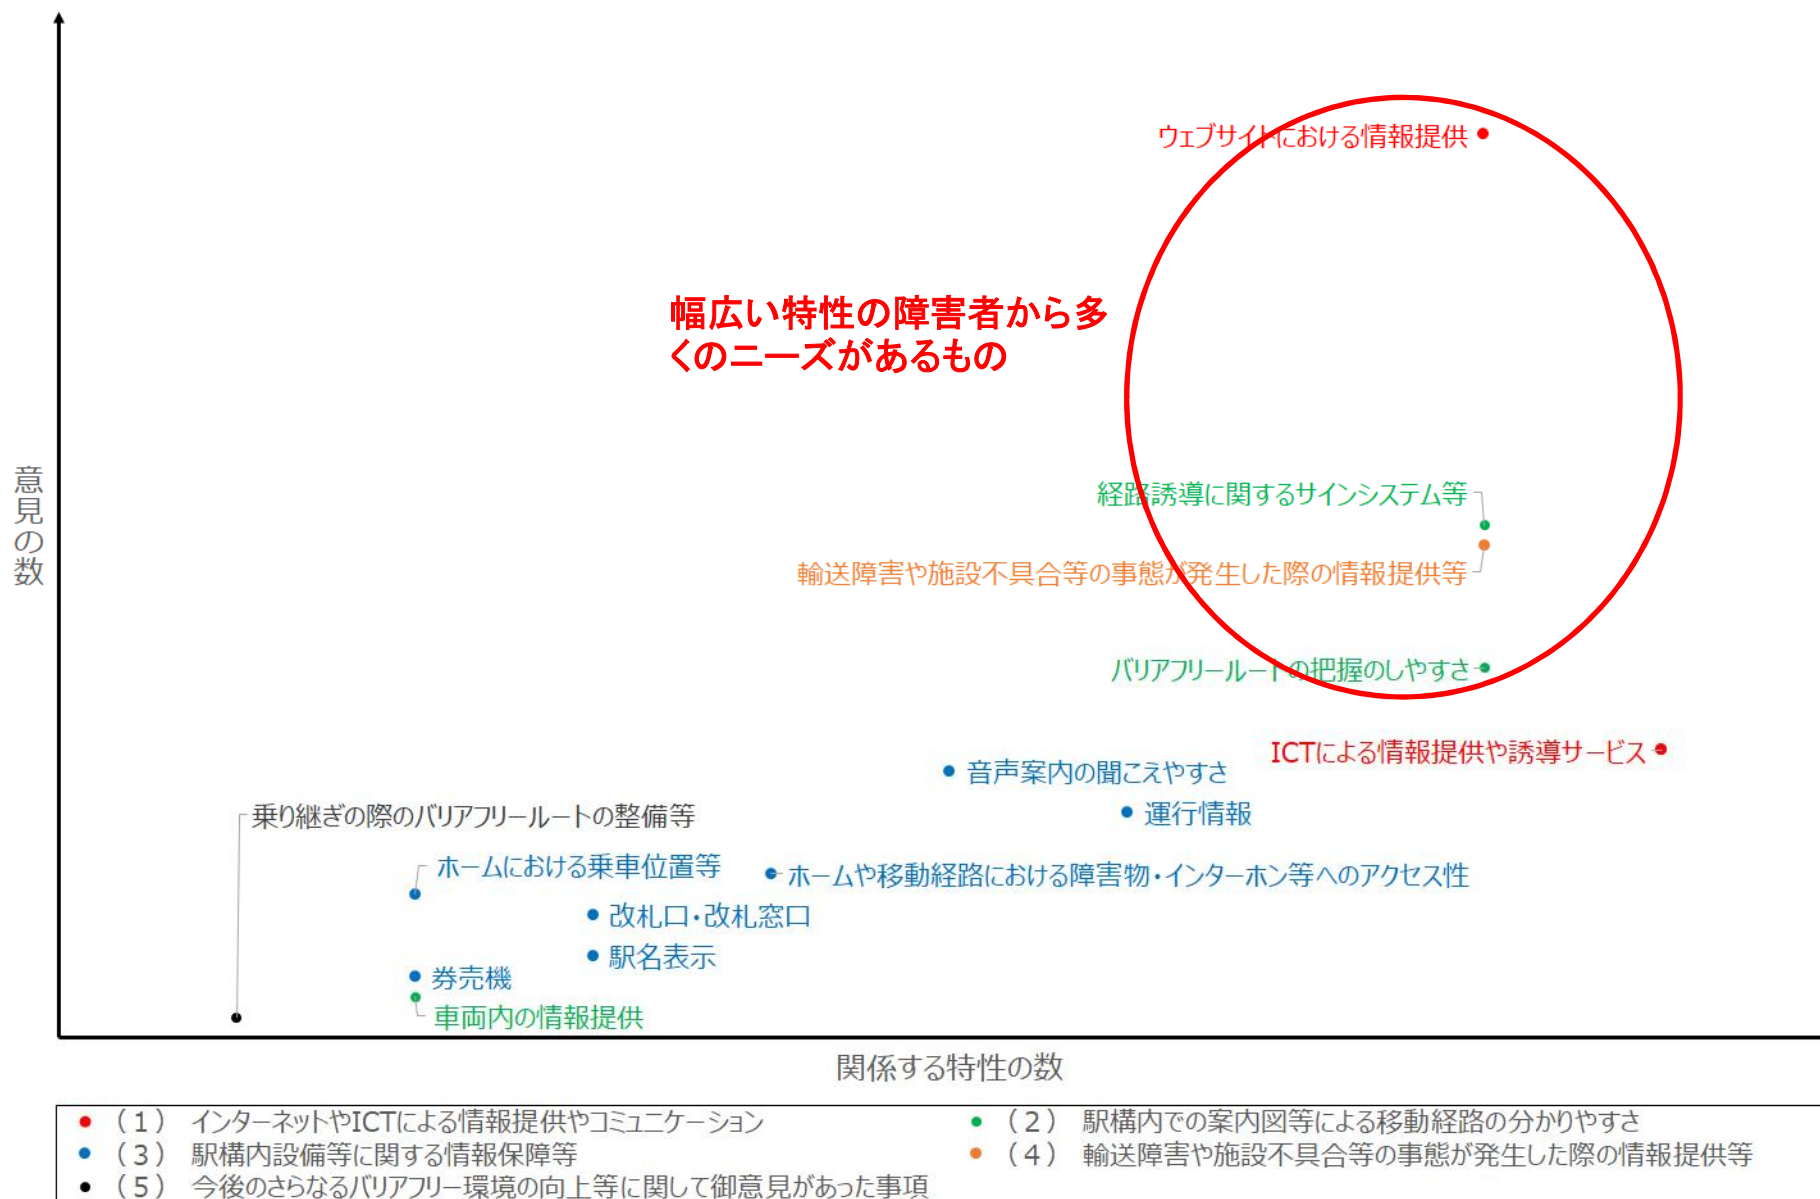 ウェブサイトにおける情報提供
幅広い特性の障害者から多
くのニーズがあるもの
意見の数
経路誘導に関するサインシステム等
輸送障害や施設不具合等の事態が発生した際の情報提供等
バリアフリールートの把握のしやすさ
ICTによる情報提供や誘導サービス
音声案内の聞こえやすさ
運行情報
乗り継ぎの際のバリアフリールートの整備等
ホームにおける乗車位置等
ホームや移動経路における障害物・インターホン等へのアクセス性
改札口・改札窓口
駅名表示
券売機
車両内の情報提供
関係する特性の数
（１） インターネットやICTによる情報提供やコミュニケーション
（２） 駅構内での案内図等による移動経路の分かりやすさ
（３） 駅構内設備等に関する情報保障等
（４） 輸送障害や施設不具合等の事態が発生した際の情報提供等
（５） 今後のさらなるバリアフリー環境の向上等に関して御意見があった事項